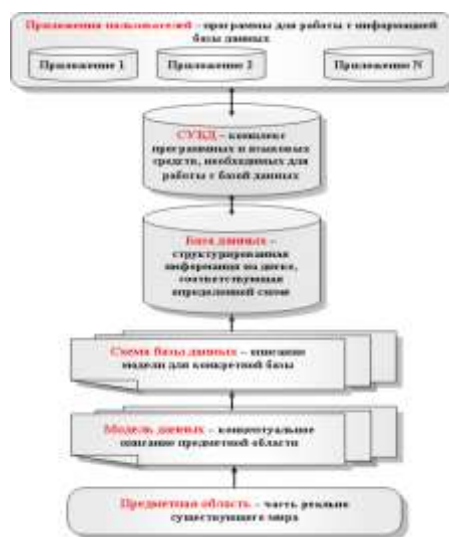 Приложения пользователей – программы для работы с информацией
базы данных
Приложение 1
Приложение 2
Приложение N
СУБД – комплекс
программных и языковых
средств, необходимых для
работы с базой данных
База данных –
структурированная
информация на диске,
соответствующая
определенной схеме
Схема базы данных – описание
модели для конкретной базы
Модель данных – концептуальное
описание предметной области
Предметная область – часть реально
существующего мира